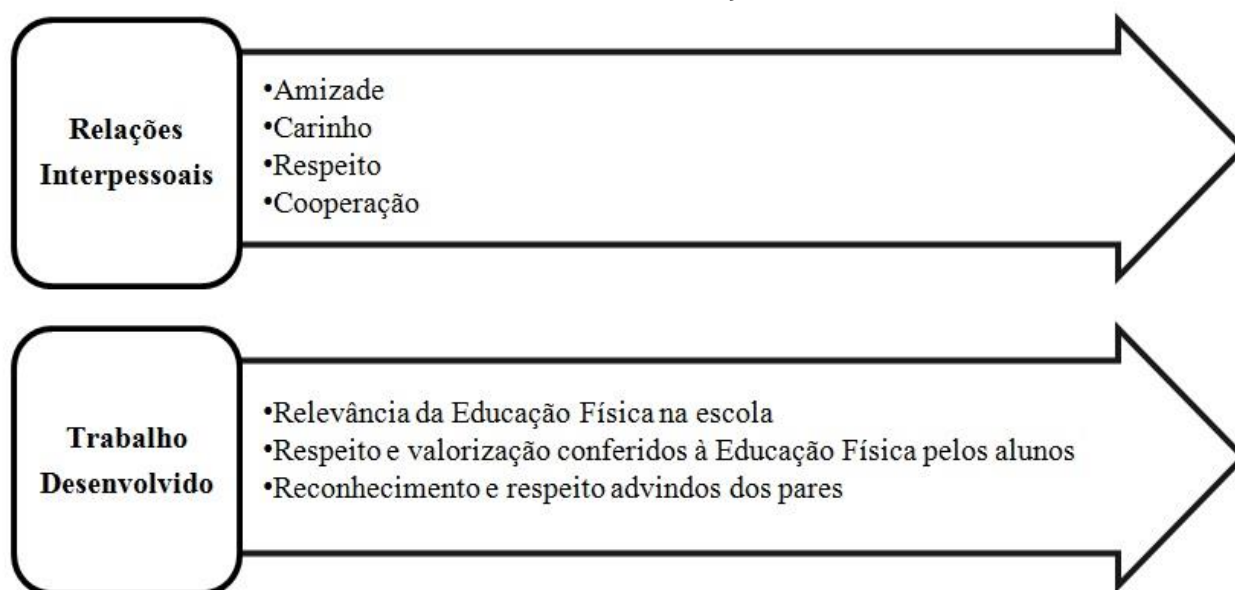 Relações
Interpessoais
•Amizade
•Carinho
•Respeito
•Cooperação
Trabalho
Desenvolvido
•Relevância da Educação Física na escola
•Respeito e valorização conferidos à Educação Física pelos alunos
•Reconhecimento e respeito advindos dos pares